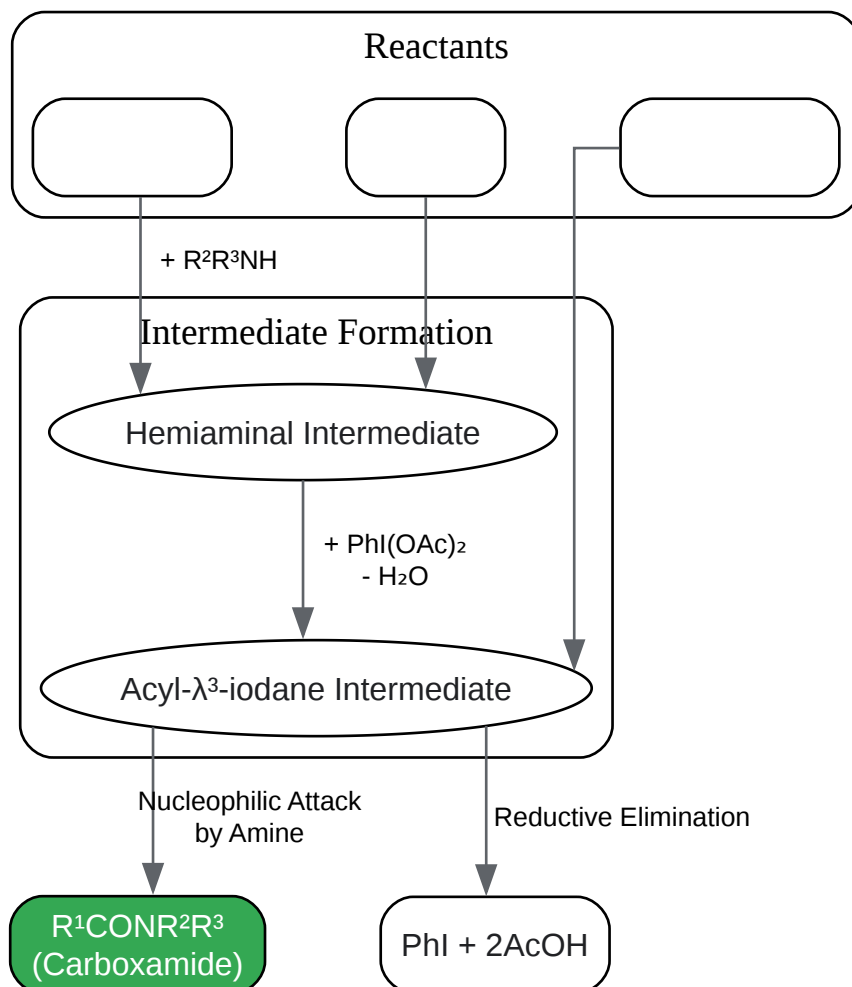 Reactants
+ R²R³NH
Intermediate Formation
Hemiaminal Intermediate
+ PhI(OAc)₂
- H₂O
Acyl-λ³-iodane Intermediate
Nucleophilic Attack
by Amine
Reductive Elimination
R¹CONR²R³
(Carboxamide)
PhI + 2AcOH